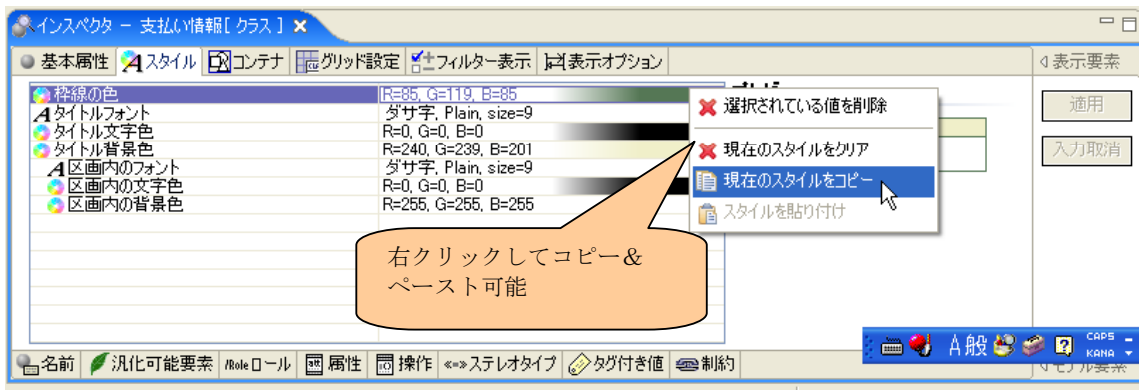 インスペクタ － 支払い情報[ クラス ]
基本属性 スタイル コンテナ グリッド設定 フィルター表示 表示オプション 表示要素
枠線の色 R=85, G=119, B=85
タイトルフォント ダサ字, Plain, size=9
タイトル文字色 R=0, G=0, B=0
タイトル背景色 R=240, G=239, B=201
区画内のフォント ダサ字, Plain, size=9
区画内の文字色 R=0, G=0, B=0
区画内の背景色 R=255, G=255, B=255
選択されている値を削除
現在のスタイルをクリア
現在のスタイルをコピー
スタイルを貼り付け
適用
入力取消
右クリックしてコピー＆
ペースト可能
A 般 CAPS
KANA
名前 汎化可能要素 /Role ロール 属性 操作 «-» ステレオタイプ タグ付き値 制約